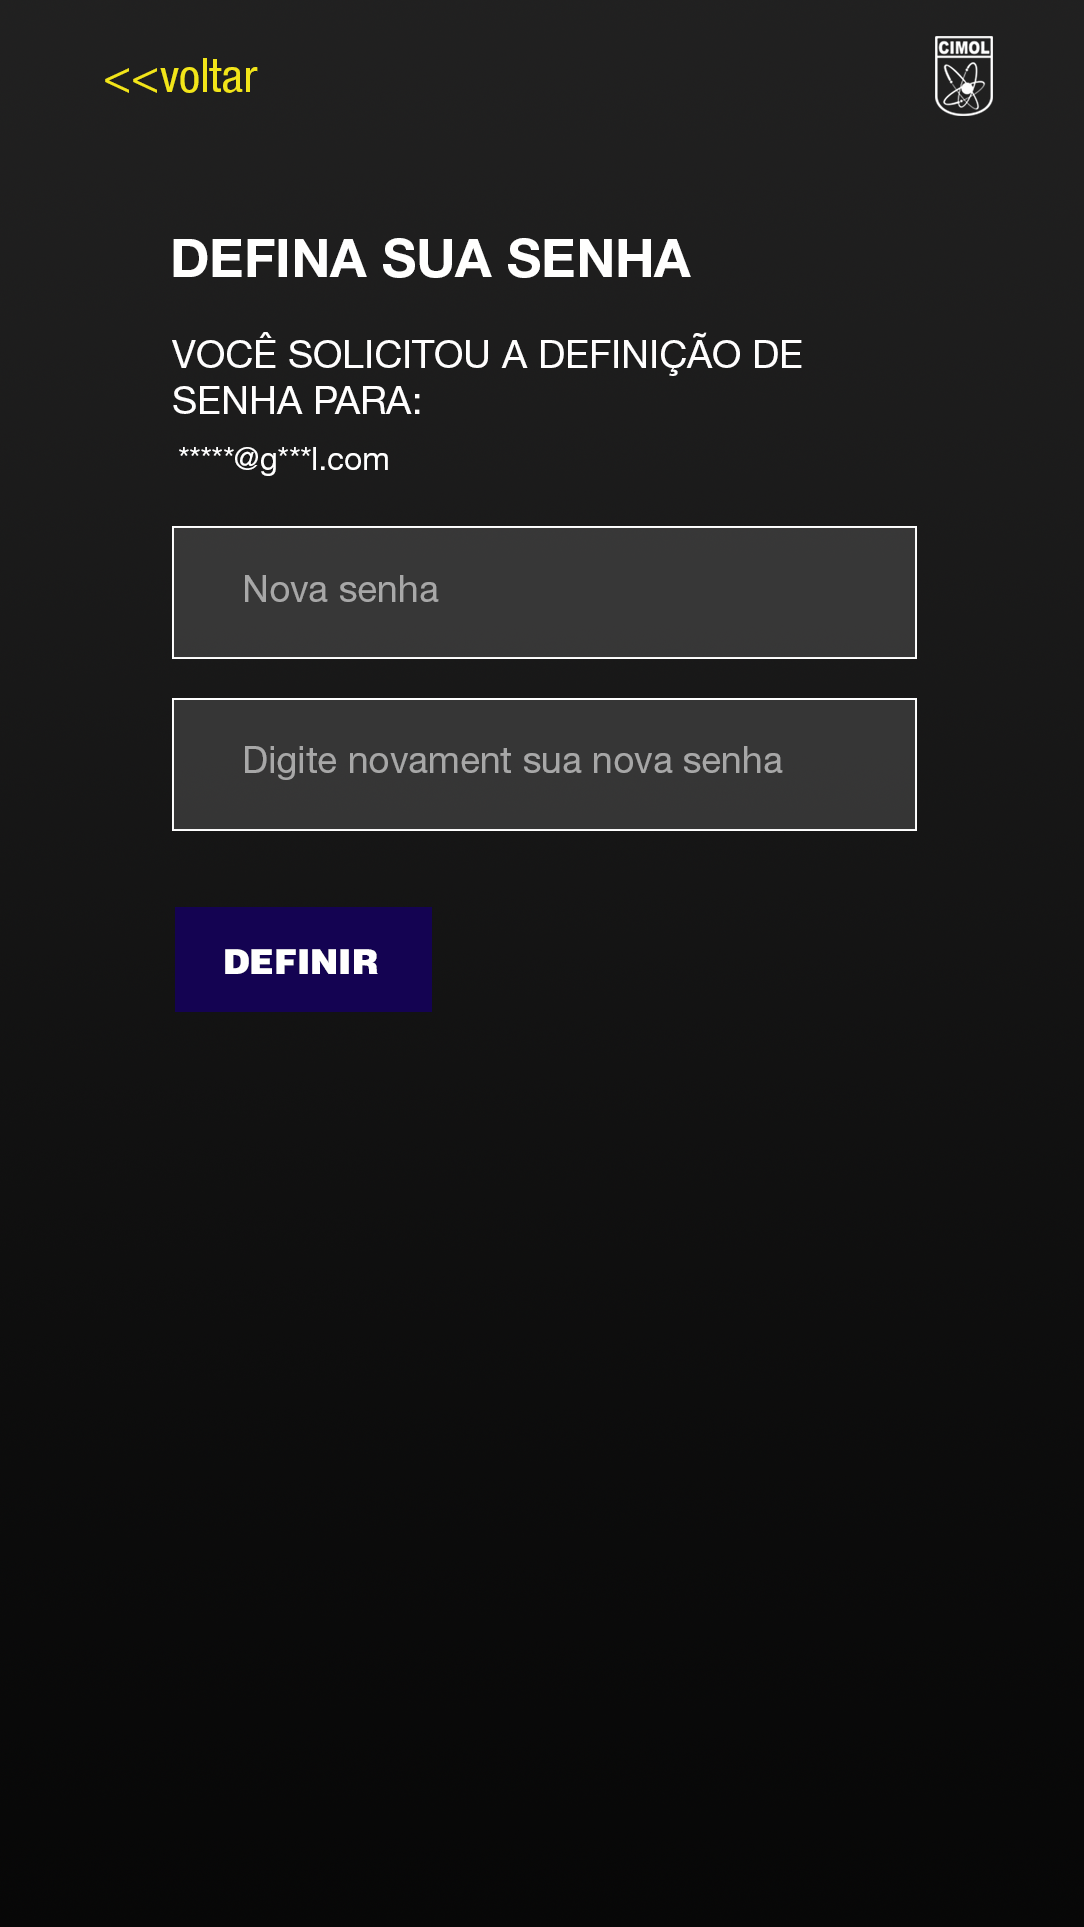 <<voltar
CIMOL
DEFINA SUA SENHA
VOCÊ SOLICITOU A DEFINIÇÃO DE
SENHA PARA:
*****@g***l.com
Nova senha
Digite novament sua nova senha
DEFINIR